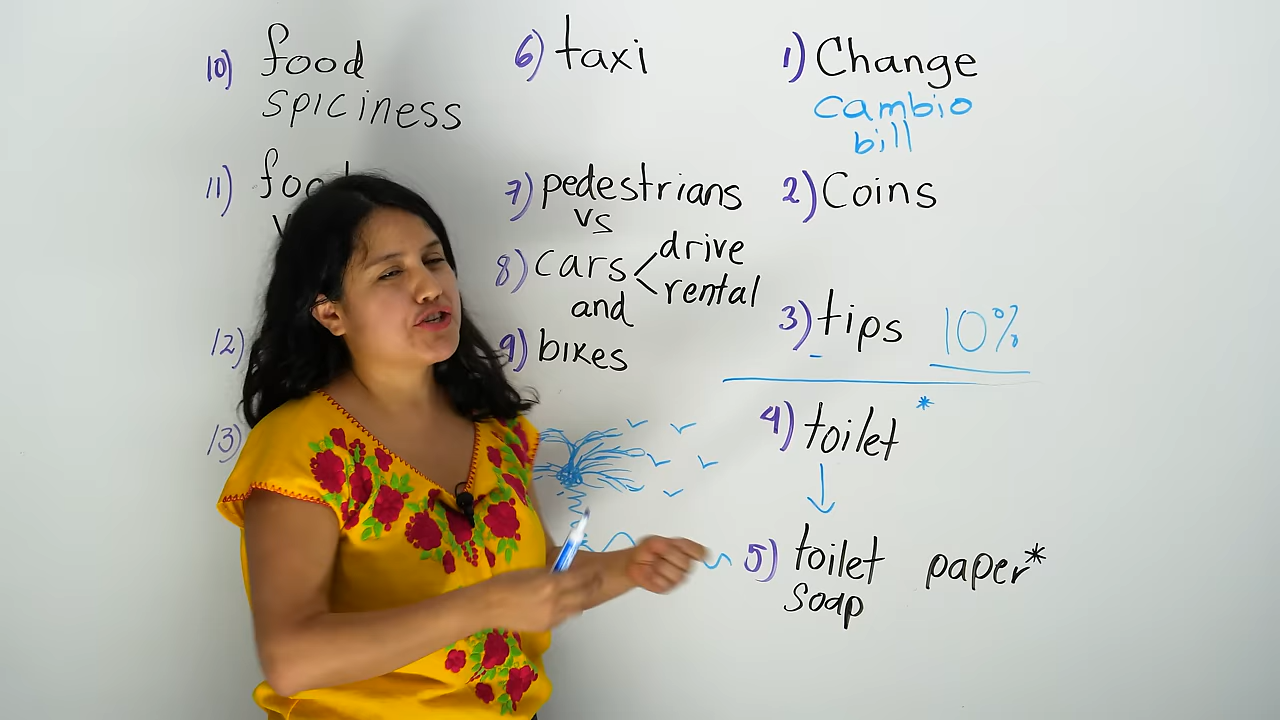 10) food
spiciness
11)
12)
13)
6) taxi
7) pedestrians
vs
8) cars drive
rental
and
9) bikes
1) Change
cambio
bill
2) Coins
3) tips 10%
4) toilet *
5) toilet paper*
soap